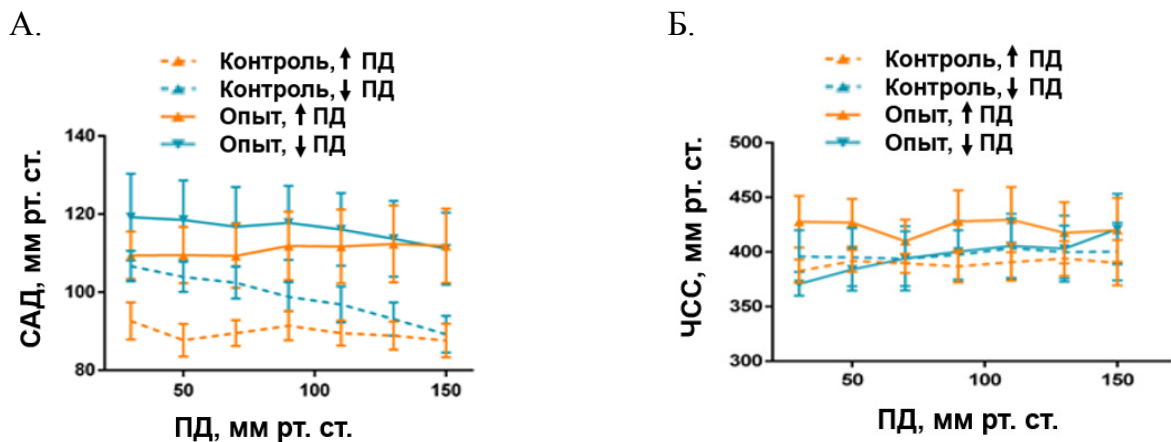 А.
Контроль, ↑ ПД
Контроль, ↓ ПД
Опыт, ↑ ПД
Опыт, ↓ ПД
САД, мм рт. ст.
140
120
100
80
50
100
150
ПД, мм рт. ст.
Б.
Контроль, ↑ ПД
Контроль, ↓ ПД
Опыт, ↑ ПД
Опыт, ↓ ПД
ЧСС, мм рт. ст.
500
450
400
350
300
50
100
150
ПД, мм рт. ст.